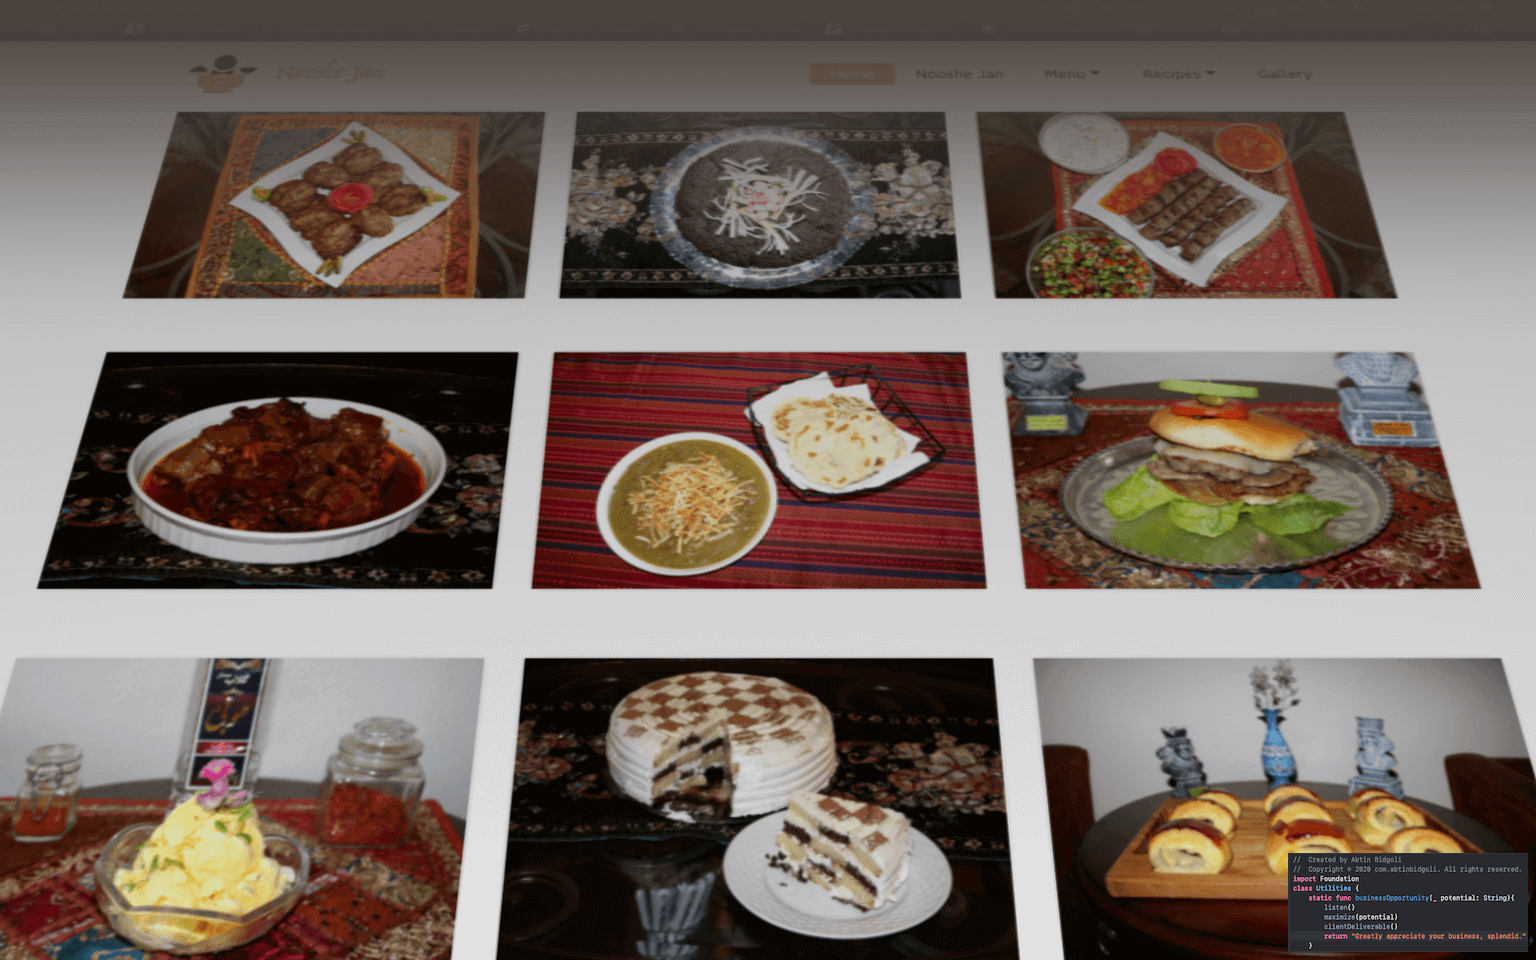 Nooshe Jan
Home
Nooshe Jan
Menu
Recipes
Gallery
// Created by Abtin Bidgoli
// Copyright © 2020 com.abtinbidgoli. All rights reserved.
import Foundation
class Utilities {
static func businessOpportunity(_ potential: String){
listen()
maximize(potential)
clientDeliverable()
return "Greatly appreciate your business, splendid."
}